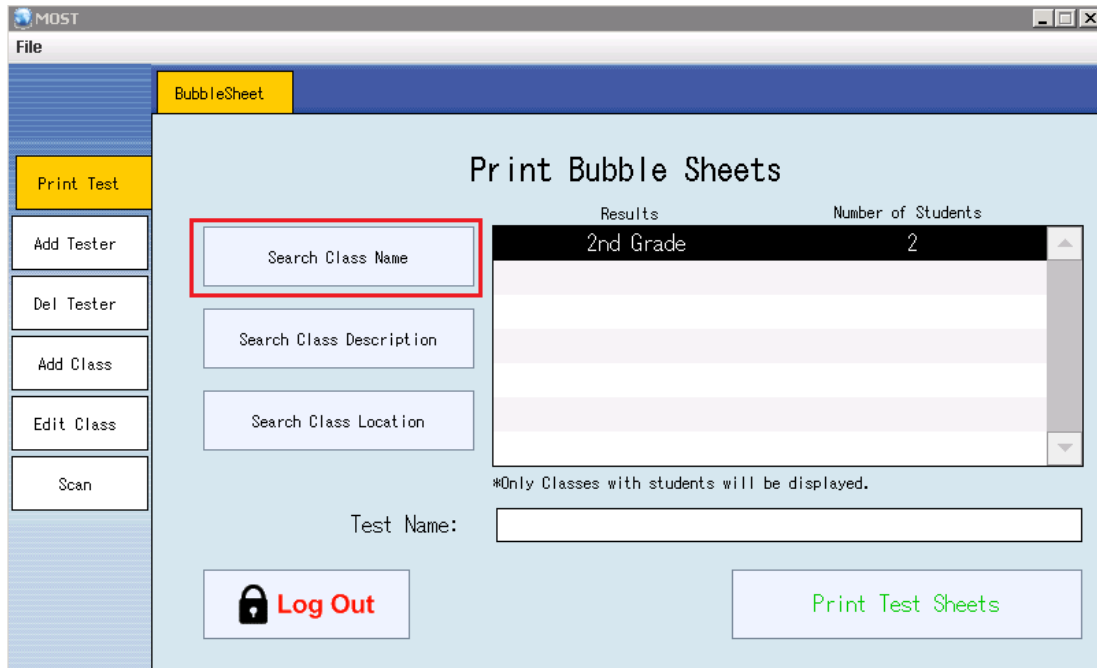 MOST
File
BubbleSheet
Print Test
Add Tester
Del Tester
Add Class
Edit Class
Scan
Print Bubble Sheets
Results Number of Students
2nd Grade 2
Search Class Name
Search Class Description
Search Class Location
*Only Classes with students will be displayed.
Test Name:
Log Out
Print Test Sheets